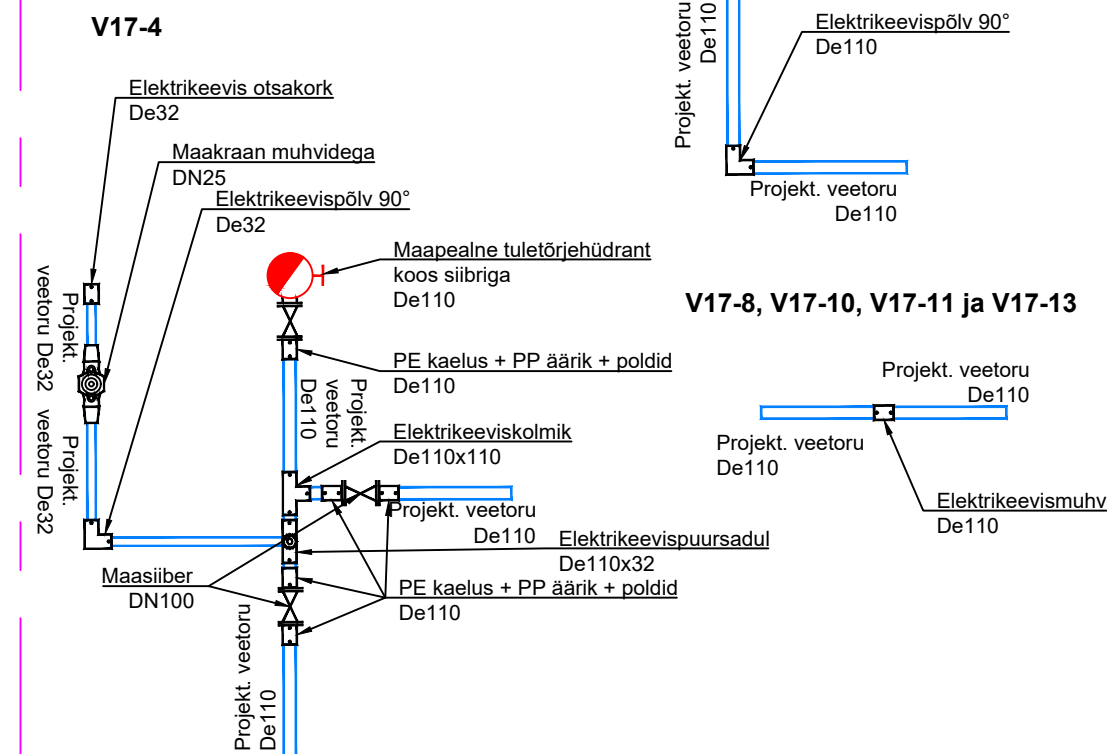 V17-4
Elektrikeevis otsakork
De32
Maakraan muhvidega
DN25
Elektrikeevispõlv 90°
De32
Maapealne tuletõrjehüdrant
koos siibriga
De110
Projekt.
veetoru De32
PE kaelus + PP äärik + poldid
De110
Projekt.
veetoru
De110
Elektrikeeviskolmik
De110x110
Projekt.
veetoru De32
Projekt. veetoru
De110
Elektrikeevispuursadul
De110x32
Maasiiber
DN100
PE kaelus + PP äärik + poldid
De110
Projekt. veetoru
De110
Projekt. veetoru
De110
Elektrikeevispõlv 90°
De110
Projekt. veetoru
De110
V17-8, V17-10, V17-11 ja V17-13
Projekt. veetoru
De110
Projekt. veetoru
De110
Elektrikeevismuhv
De110